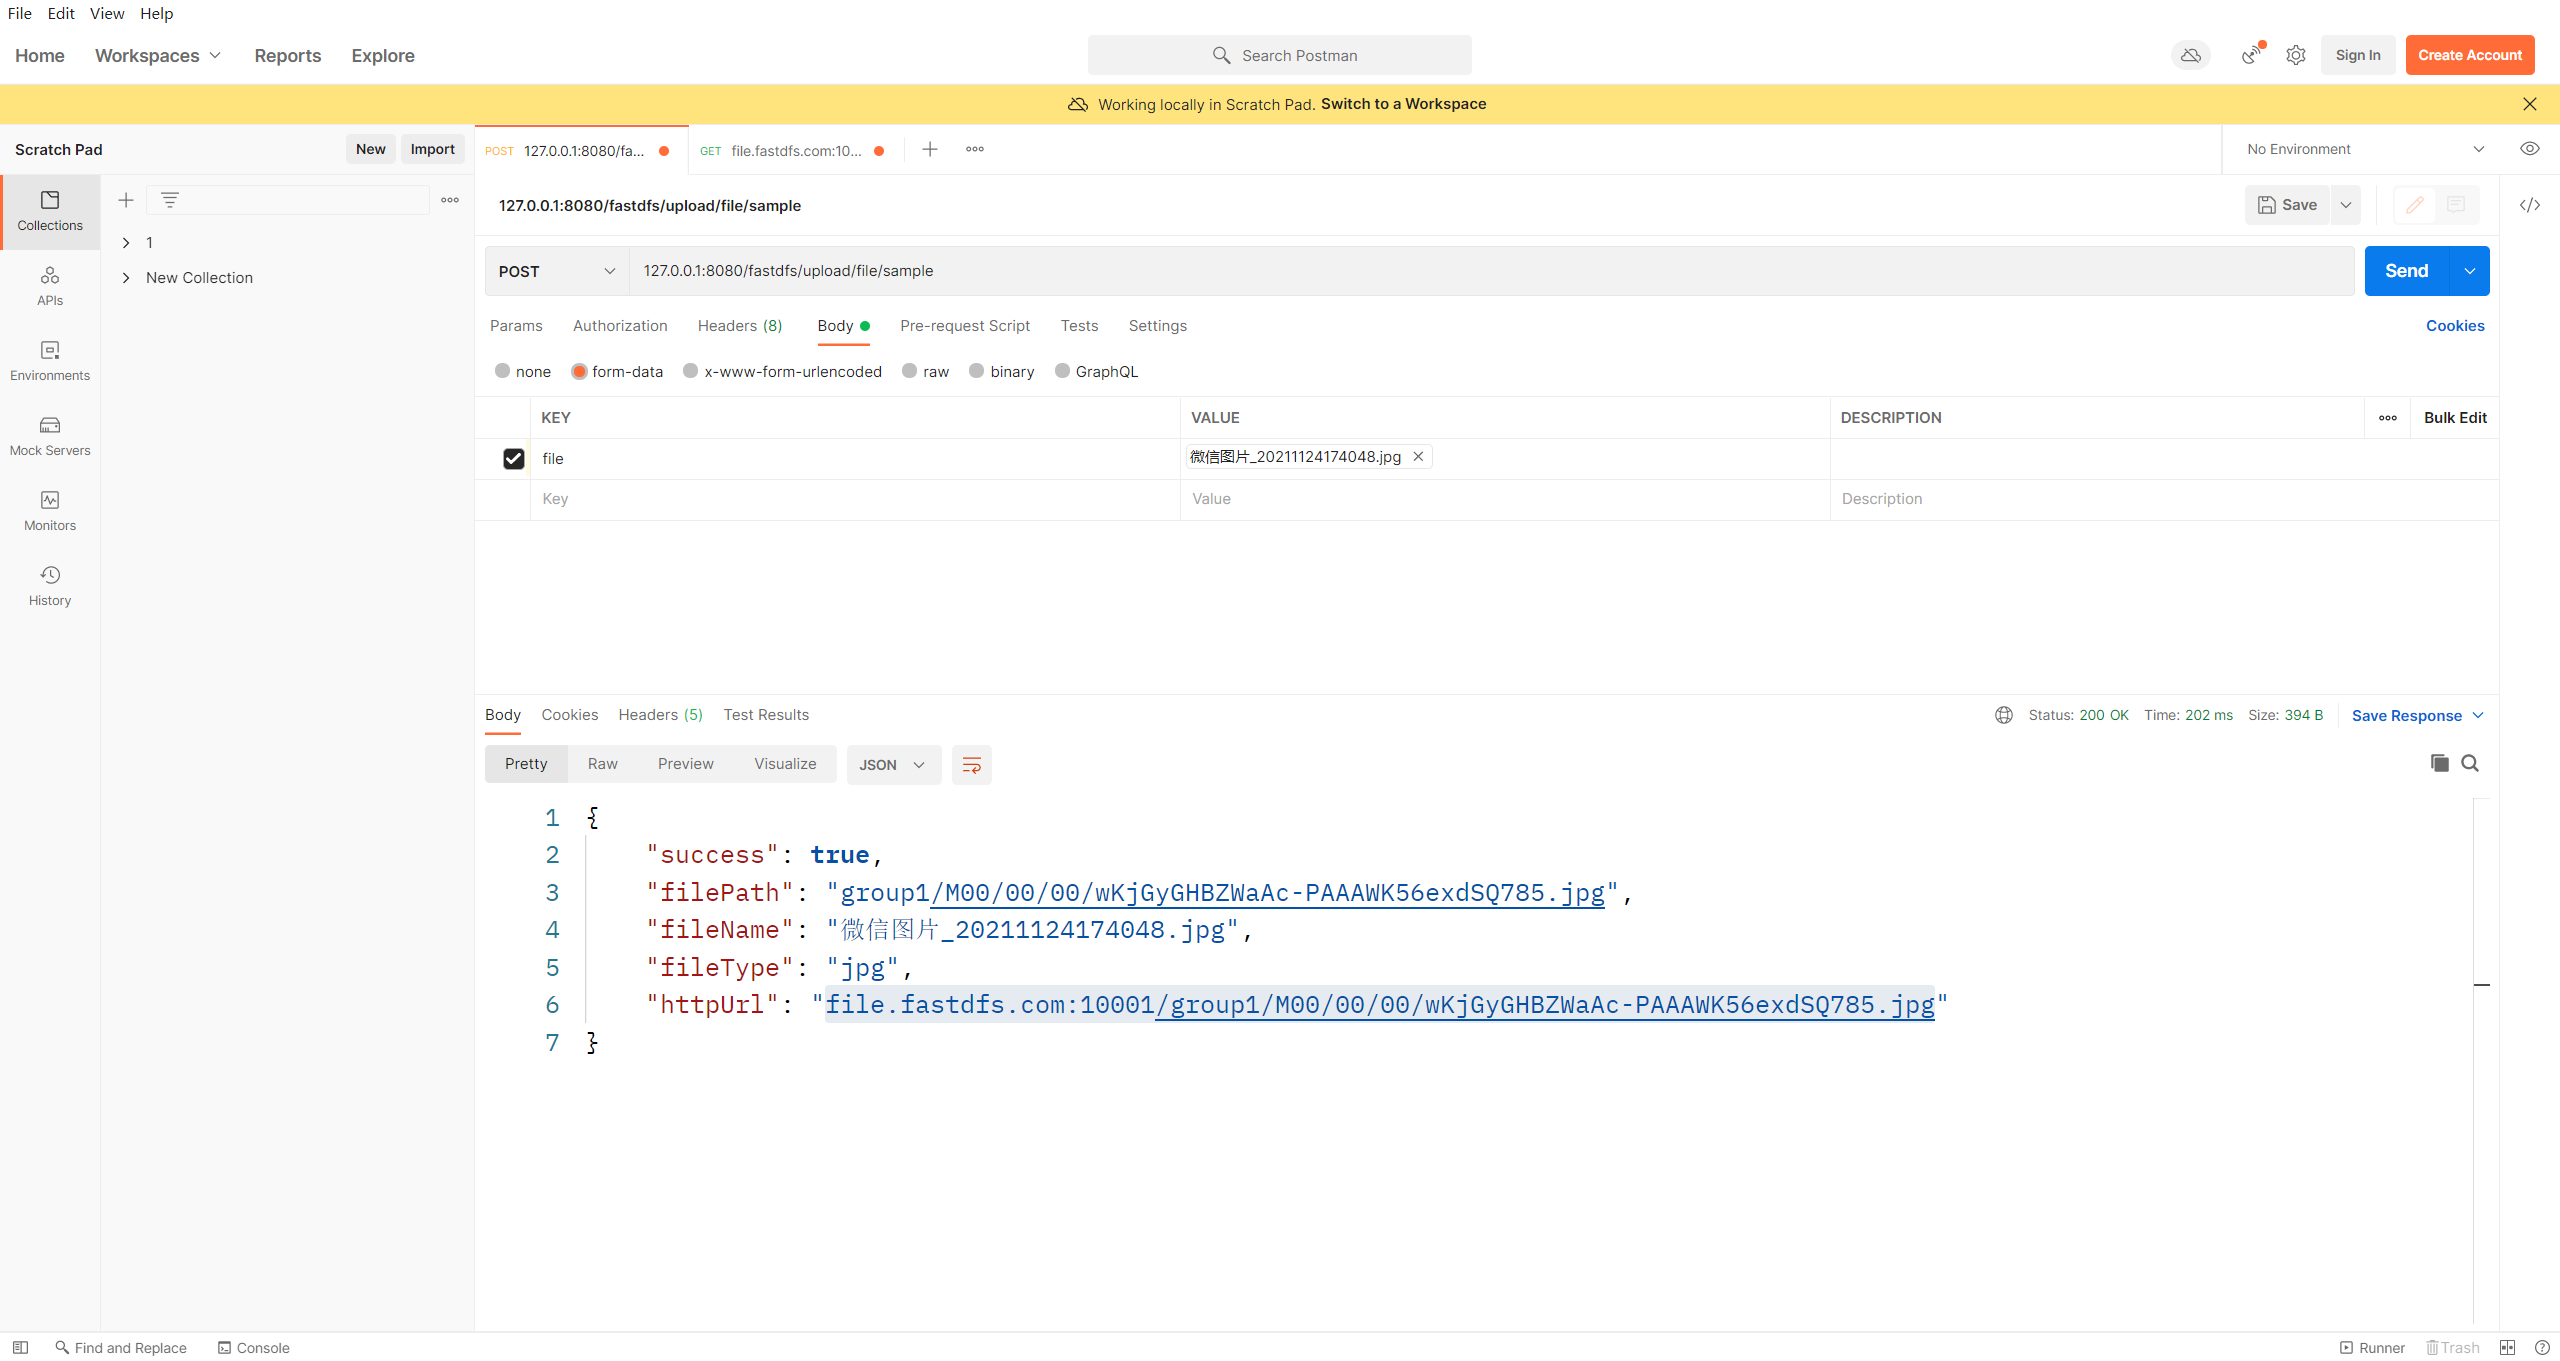 File Edit View Help
Home Workspaces Reports Explore Search Postman Sign In Create Account
Working locally in Scratch Pad. Switch to a Workspace
Scratch Pad New Import POST 127.0.0.1:8080/fa... GET file.fastdfs.com:10... No Environment
Collections
1
New Collection
APIs
Environments
Mock Servers
Monitors
History
127.0.0.1:8080/fastdfs/upload/file/sample Save
POST 127.0.0.1:8080/fastdfs/upload/file/sample Send
Params Authorization Headers (8) Body Pre-request Script Tests Settings Cookies
none form-data x-www-form-urlencoded raw binary GraphQL
KEY VALUE DESCRIPTION Bulk Edit
file 微信图片_20211124174048.jpg
Key Value Description
Body Cookies Headers (5) Test Results Status: 200 OK Time: 202 ms Size: 394 B Save Response
Pretty Raw Preview Visualize JSON
1 {
2 "success": true,
3 "filePath": "group1/M00/00/00/wKjGyGHBZWaAc-PAAAWK56exdSQ785.jpg",
4 "fileName": "微信图片_20211124174048.jpg",
5 "fileType": "jpg",
6 "httpUrl": "file.fastdfs.com:10001/group1/M00/00/00/wKjGyGHBZWaAc-PAAAWK56exdSQ785.jpg"
7 }
Find and Replace Console Runner Trash